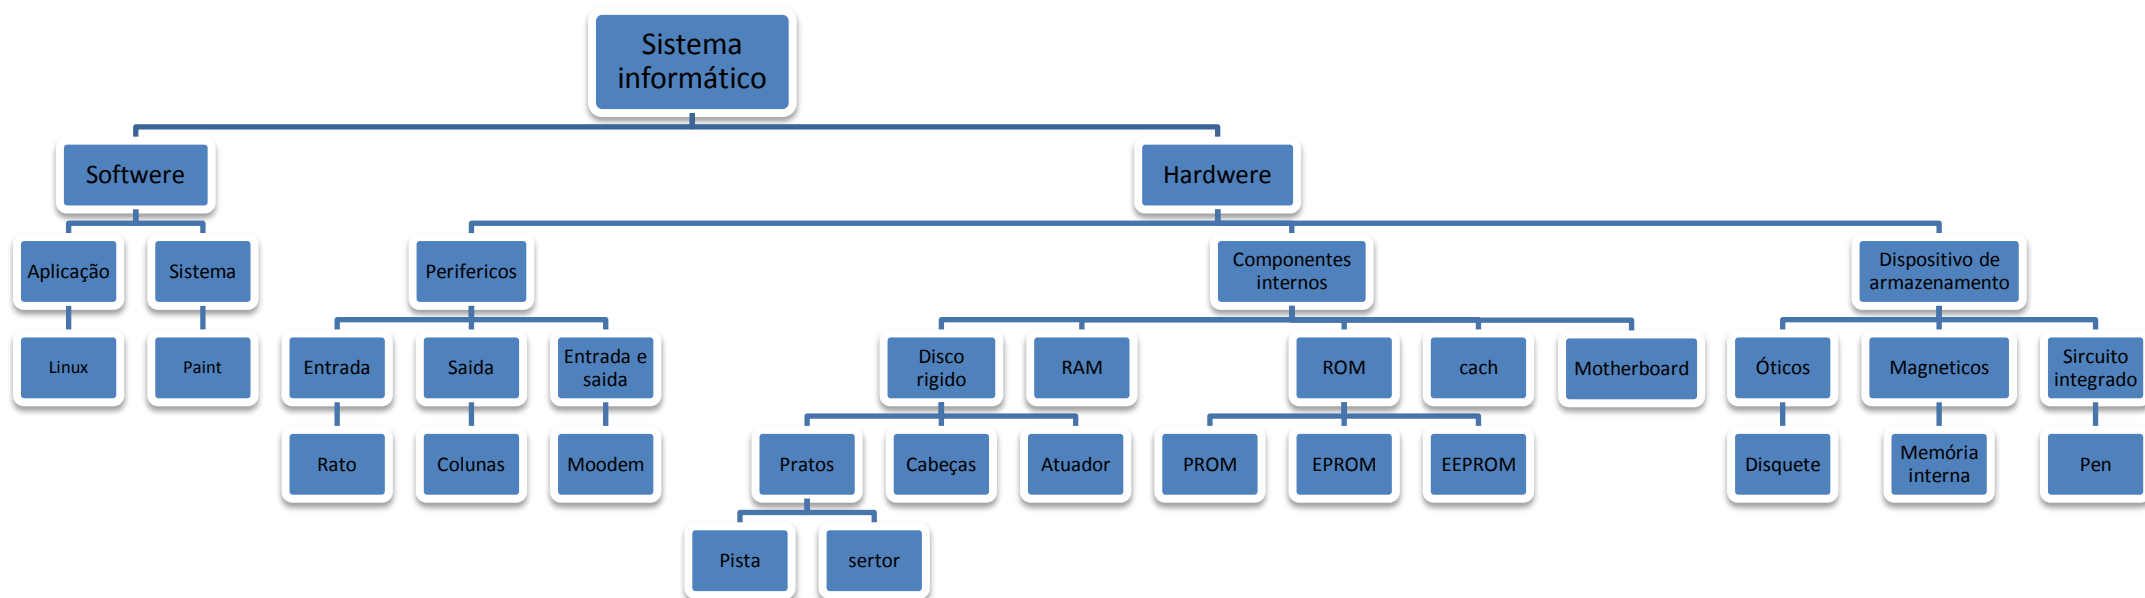 Sistema
informático
Softwere
Hardwere
Aplicação
Sistema
Perifericos
Componentes
internos
Dispositivo de
armazenamento
Linux
Paint
Entrada
Saida
Entrada e
saida
Disco
rigido
RAM
ROM
cach
Motherboard
Óticos
Magneticos
Sircuito
integrado
Rato
Colunas
Moodem
Pratos
Cabeças
Atuador
PROM
EPROM
EEPROM
Disquete
Memória
interna
Pen
Pista
sertor